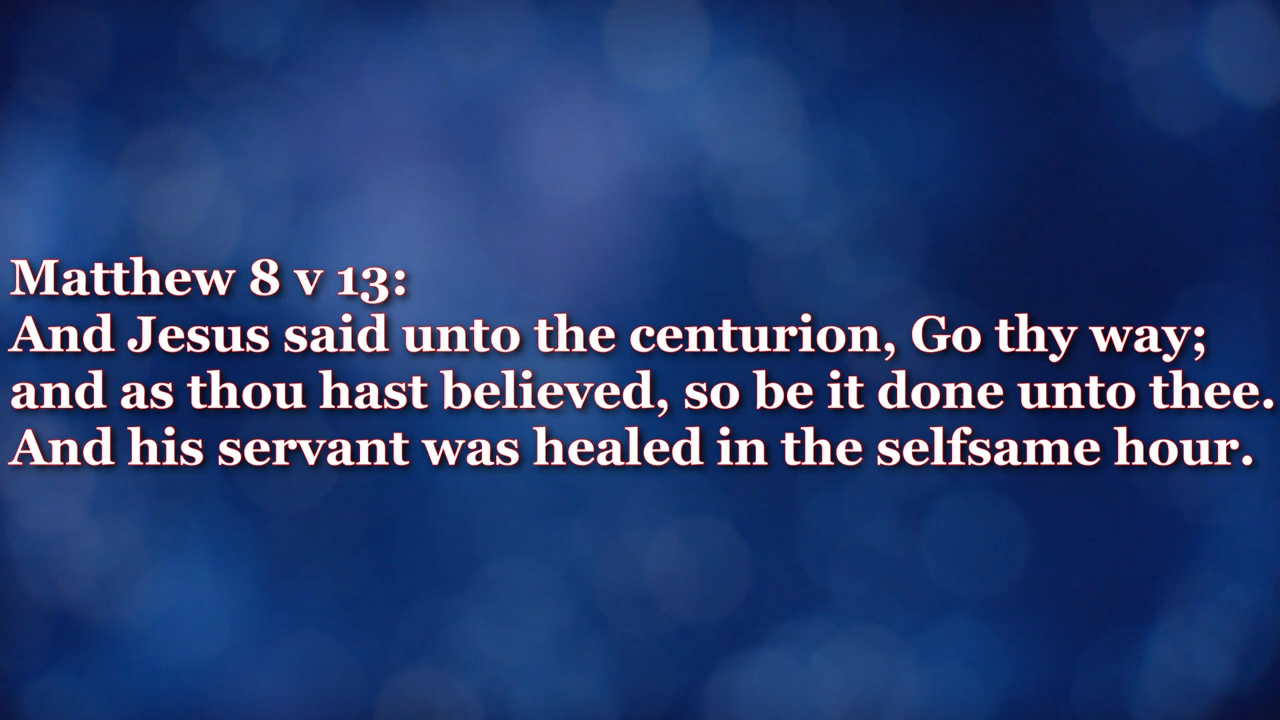 Matthew 8 v 13:
And Jesus said unto the centurion, Go thy way;
and as thou hast believed, so be it done unto thee.
And his servant was healed in the selfsame hour.